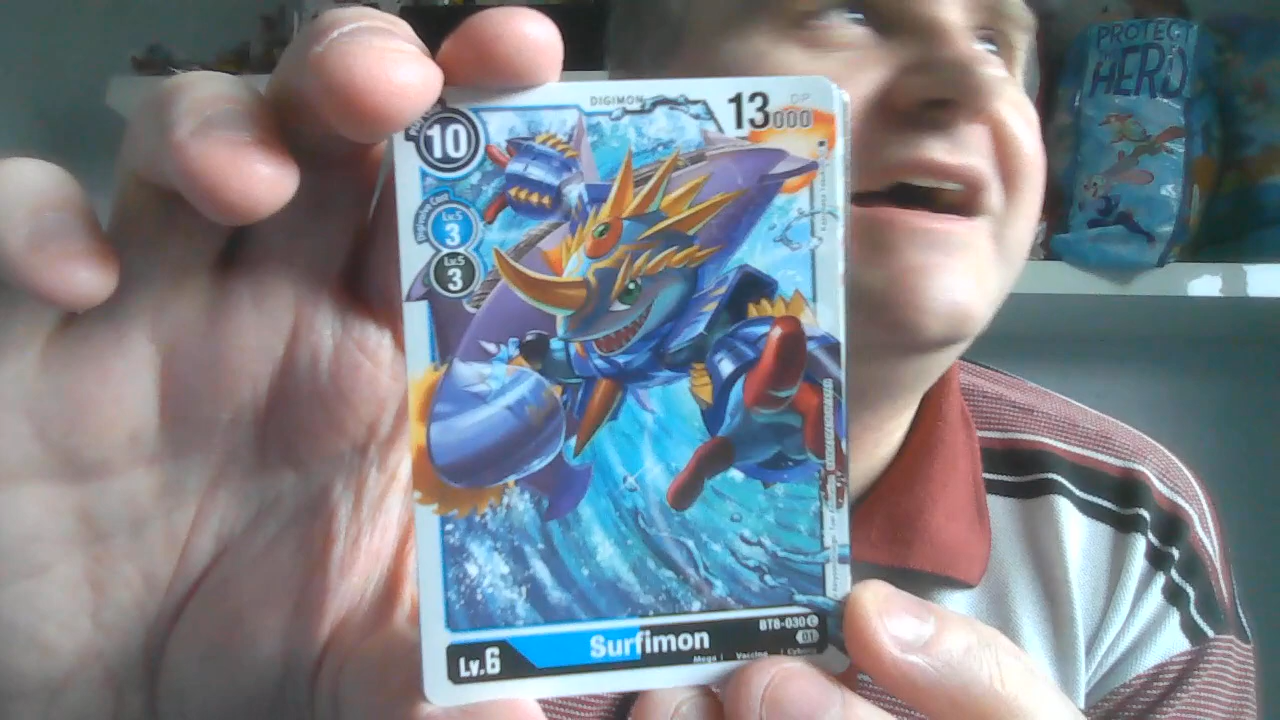 PROTECT
HERO
DIGIMON
DP
13000
10
Digivolve Cost
Lv.5
3
Lv.5
3
BT8-030 C
01
Surfimon
Lv.6
Mega | Vaccine | Cyborg